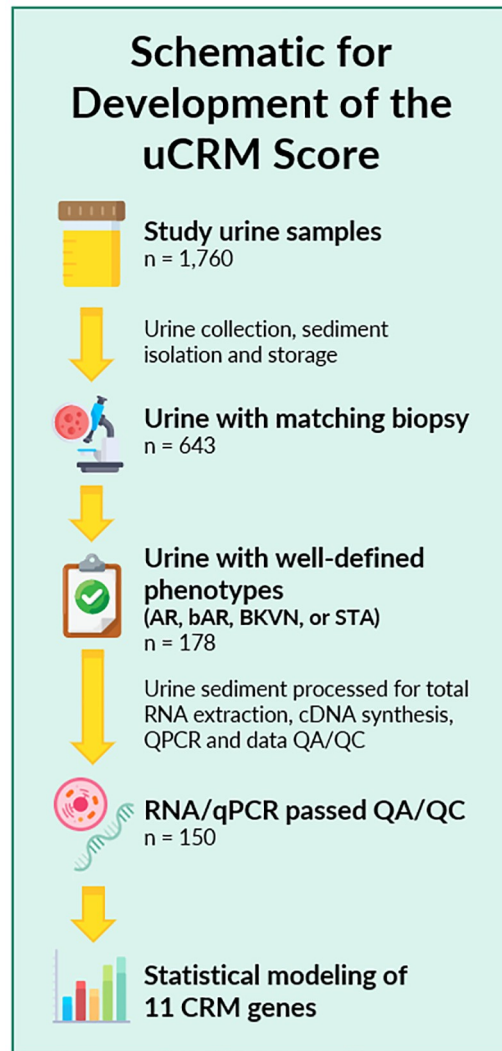 Schematic for
Development of the
uCRM Score
Study urine samples
n = 1,760
Urine collection, sediment
isolation and storage
Urine with matching biopsy
n = 643
Urine with well-defined
phenotypes
(AR, bAR, BKVN, or STA)
n = 178
Urine sediment processed for total
RNA extraction, cDNA synthesis,
QPCR and data QA/QC
RNA/qPCR passed QA/QC
n = 150
Statistical modeling of
11 CRM genes